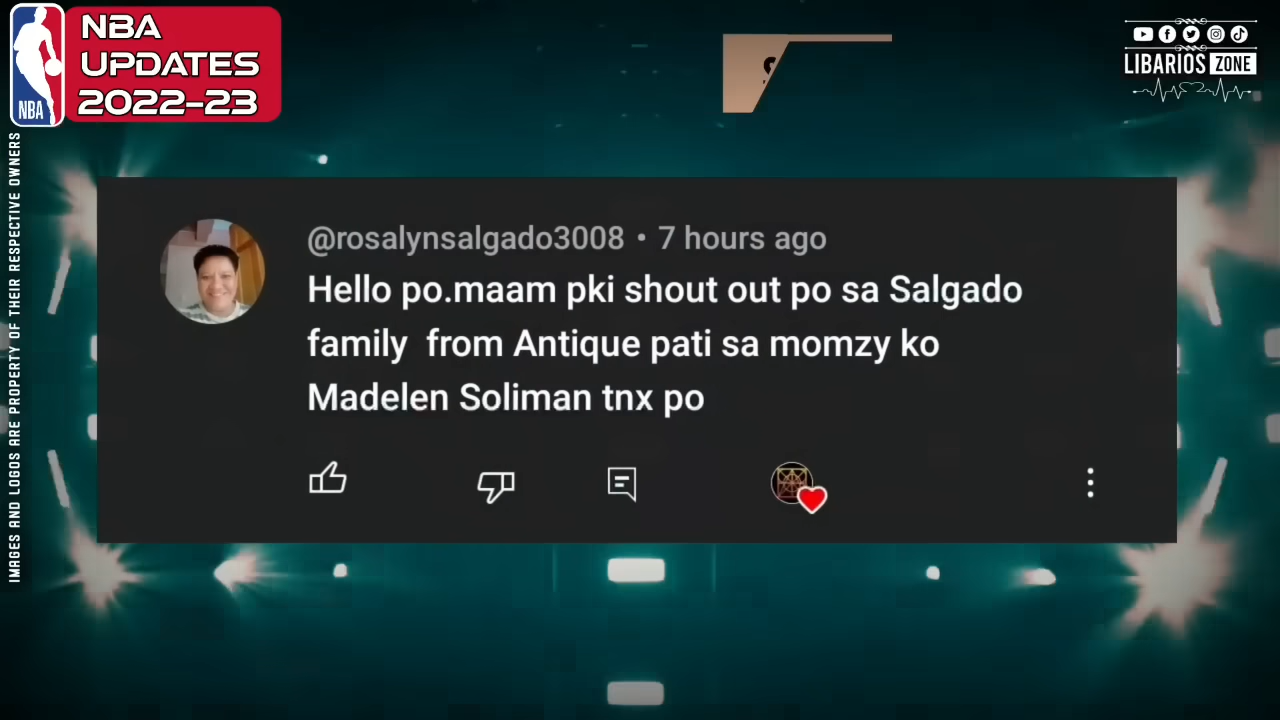 NBA
UPDATES
2022-23
NBA
LIBARIOS ZONE
IMAGES AND LOGOS ARE PROPERTY OF THEIR RESPECTIVE OWNERS
@rosalynsalgado3008 • 7 hours ago
Hello po.maam pki shout out po sa Salgado
family from Antique pati sa momzy ko
Madelen Soliman tnx po